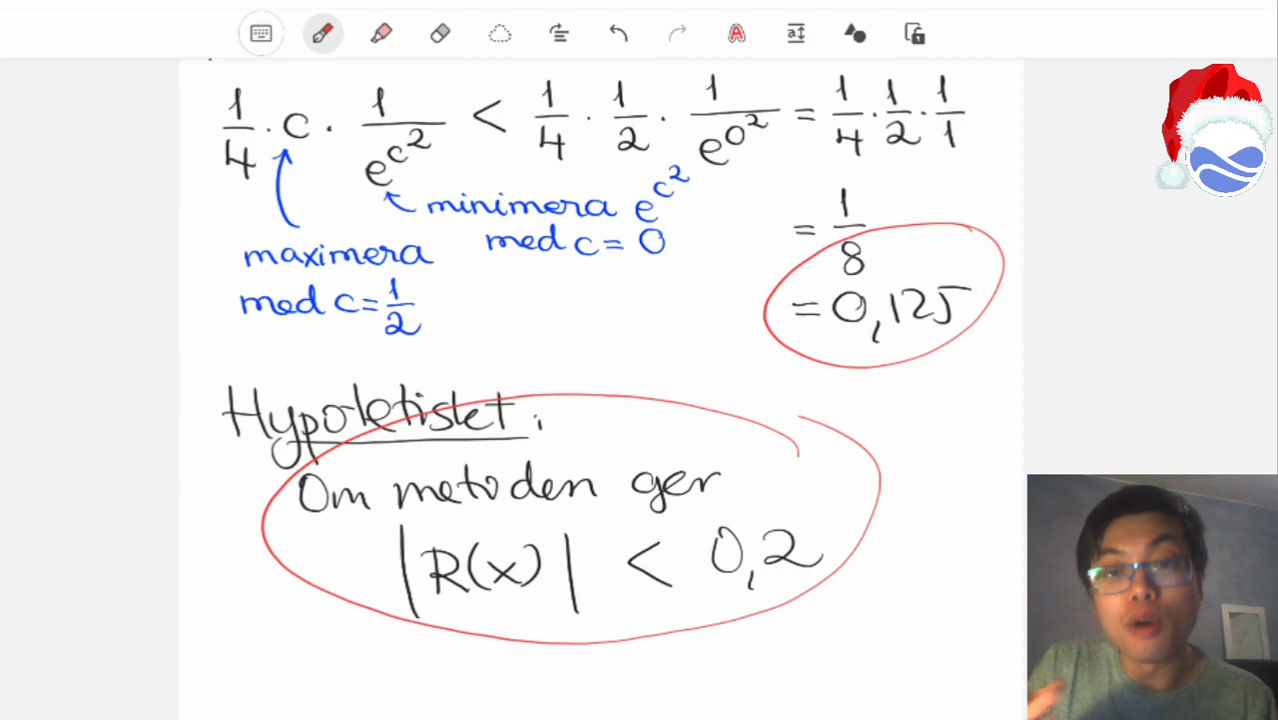 1/4 · c · 1/e^c² < 1/4 · 1/2 · 1/e^0² = 1/4 · 1/2 · 1/1
minimera e^c²
med c = 0
maximera
med c = 1/2
= 1/8
= 0,125
Hypotetiskt:
Om metoden ger
|R(x)| < 0,2